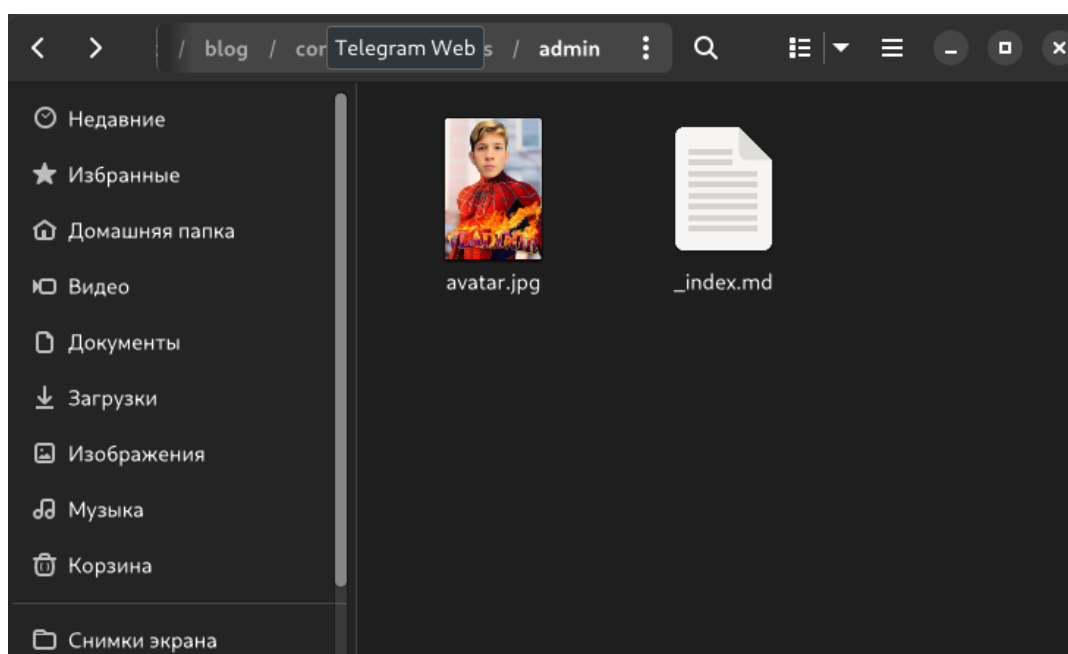 / blog / con Telegram Web s / admin
Недавние
Избранные
Домашняя папка
Видео
Документы
Загрузки
Изображения
Музыка
Корзина
Снимки экрана
avatar.jpg
_index.md